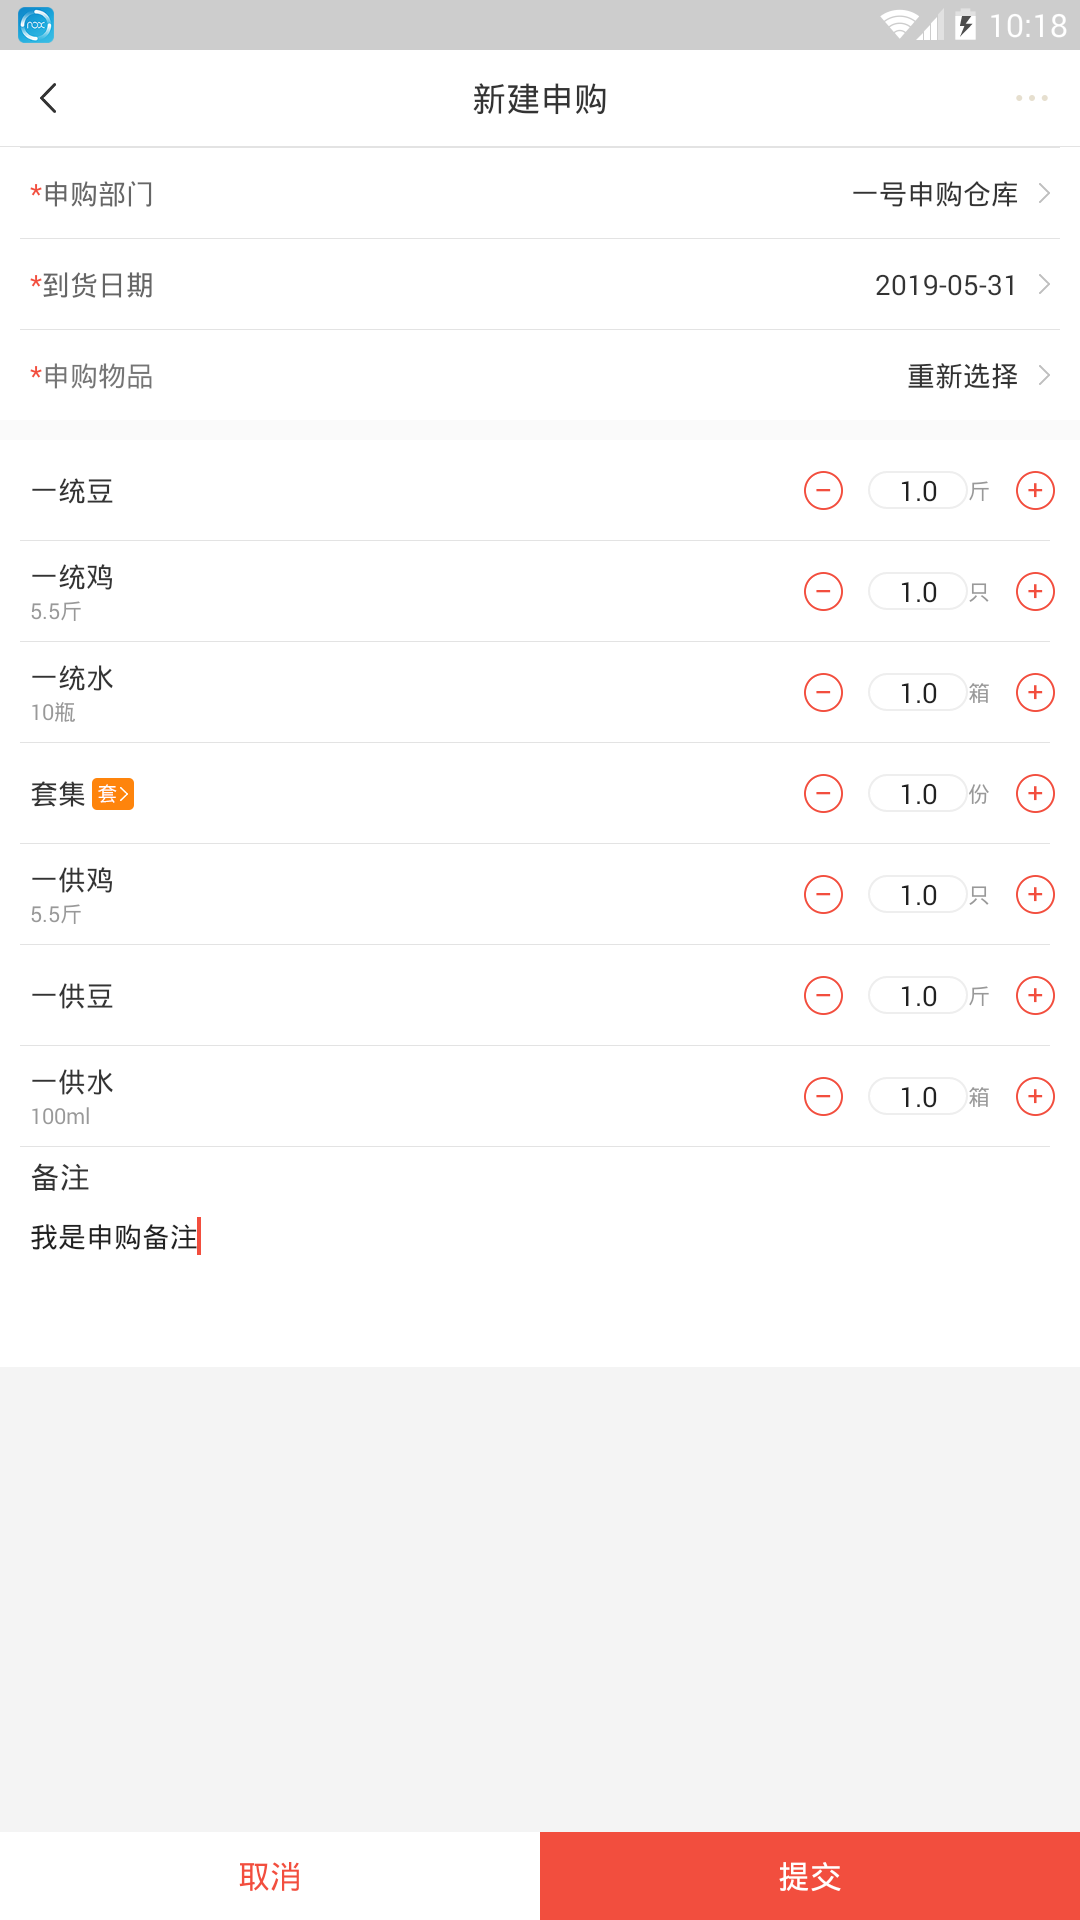 10:18
新建申购
*申购部门 一号申购仓库
*到货日期 2019-05-31
*申购物品 重新选择
一统豆 1.0 斤
一统鸡 1.0 只
5.5斤
一统水 1.0 箱
10瓶
套集 套 1.0 份
一供鸡 1.0 只
5.5斤
一供豆 1.0 斤
一供水 1.0 箱
100ml
备注
我是申购备注
取消 提交